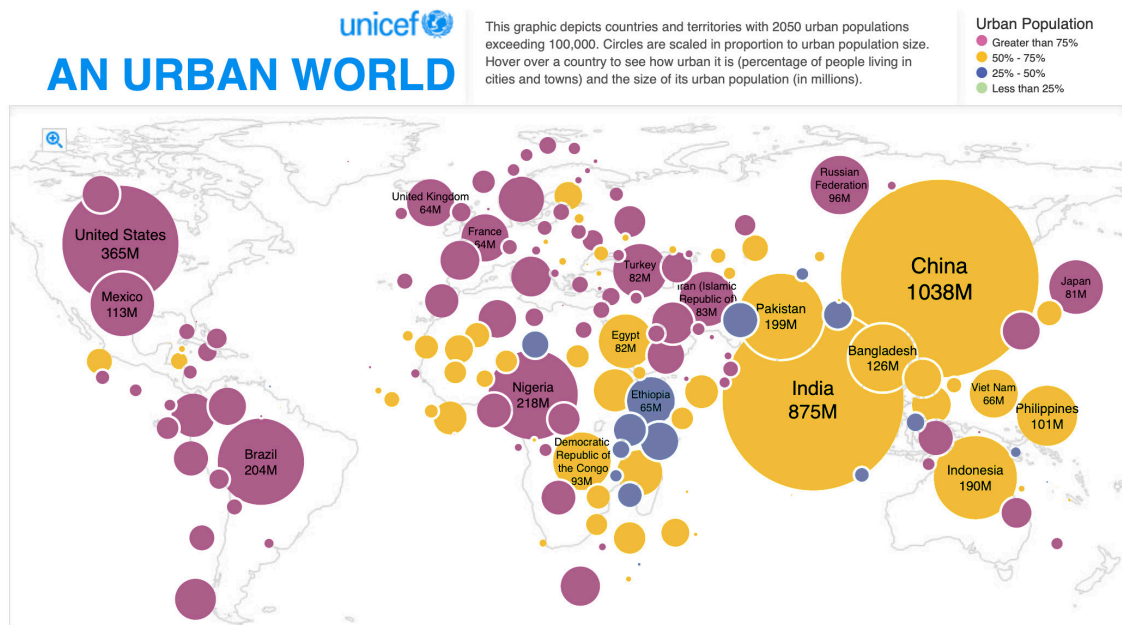 unicef
AN URBAN WORLD
This graphic depicts countries and territories with 2050 urban populations
exceeding 100,000. Circles are scaled in proportion to urban population size.
Hover over a country to see how urban it is (percentage of people living in
cities and towns) and the size of its urban population (in millions).
Urban Population
Greater than 75%
50% - 75%
25% - 50%
Less than 25%
United States
365M
Mexico
113M
Brazil
204M
United Kingdom
64M
France
64M
Russian
Federation
96M
Turkey
82M
Iran (Islamic
Republic of)
83M
Egypt
82M
Nigeria
218M
Ethiopia
65M
Democratic
Republic of
the Congo
93M
Pakistan
199M
China
1038M
Japan
81M
Bangladesh
126M
India
875M
Viet Nam
66M
Philippines
101M
Indonesia
190M